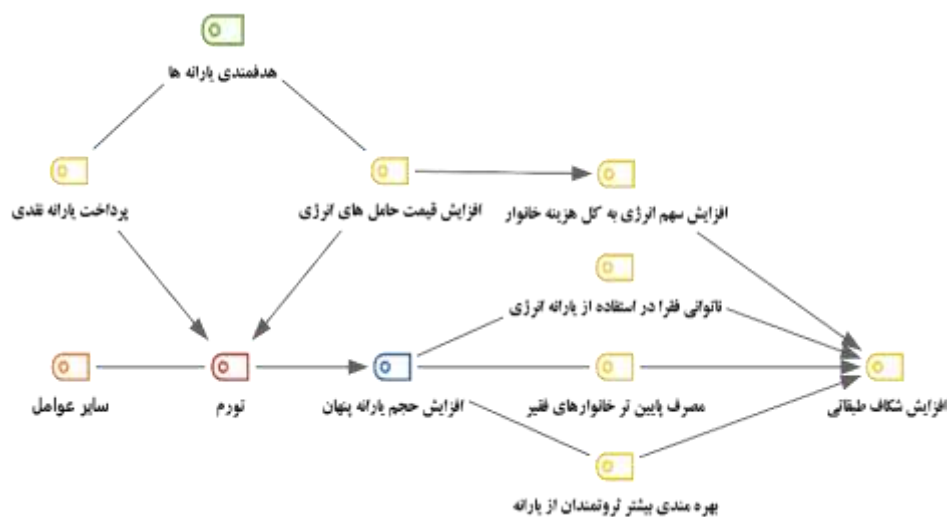 هدفمندی یارانه ها
افزایش سهم انرژی به کل هزینه خانوار
افزایش قیمت حامل های انرژی
پرداخت یارانه نقدی
ناتوانی فقرا در استفاده از یارانه انرژی
افزایش شکاف طبقاتی
مصرف پایین تر خانوارهای فقیر
افزایش حجم یارانه پنهان
تورم
سایر عوامل
بهره مندی بیشتر ثروتمندان از یارانه